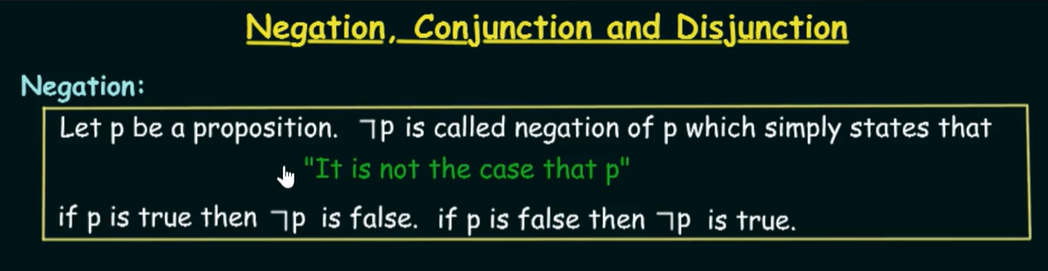 Negation, Conjunction and Disjunction
Negation:
Let p be a proposition. ¬p is called negation of p which simply states that
"It is not the case that p"
if p is true then ¬p is false. if p is false then ¬p is true.